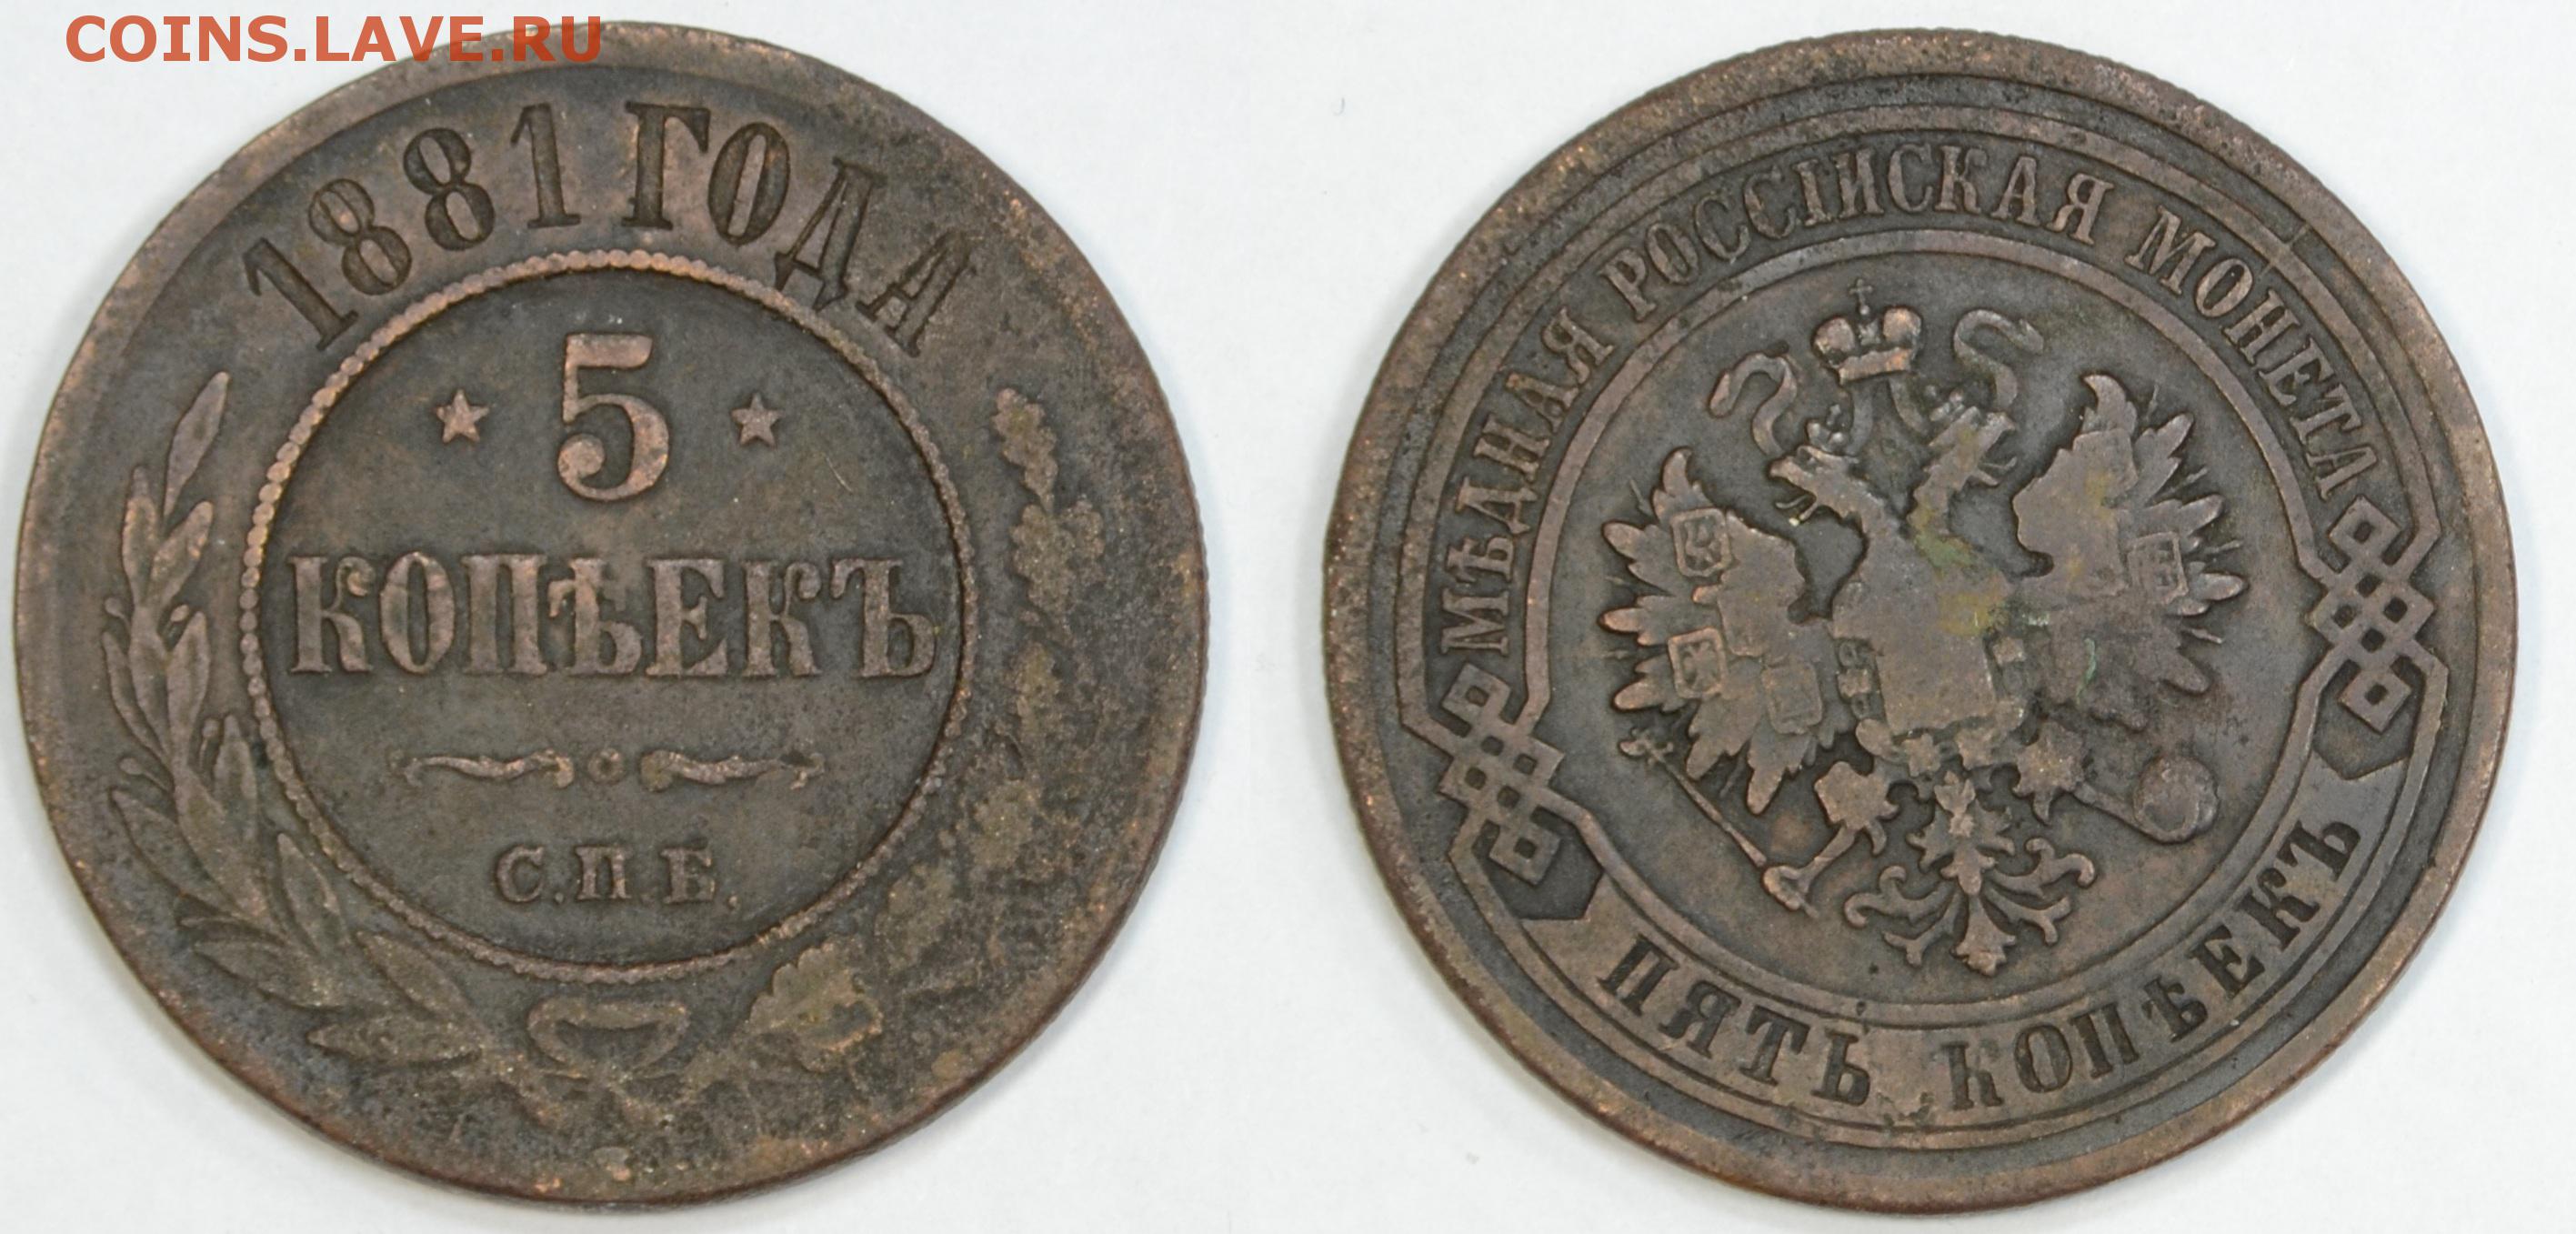 COINS.LAVE.RU
1881 ГОДА
5
КОПѢЕКЪ
С.П.Б.
МѢДНАЯ РОССІЙСКАЯ МОНЕТА
ПЯТЬ КОПѢЕКЪ